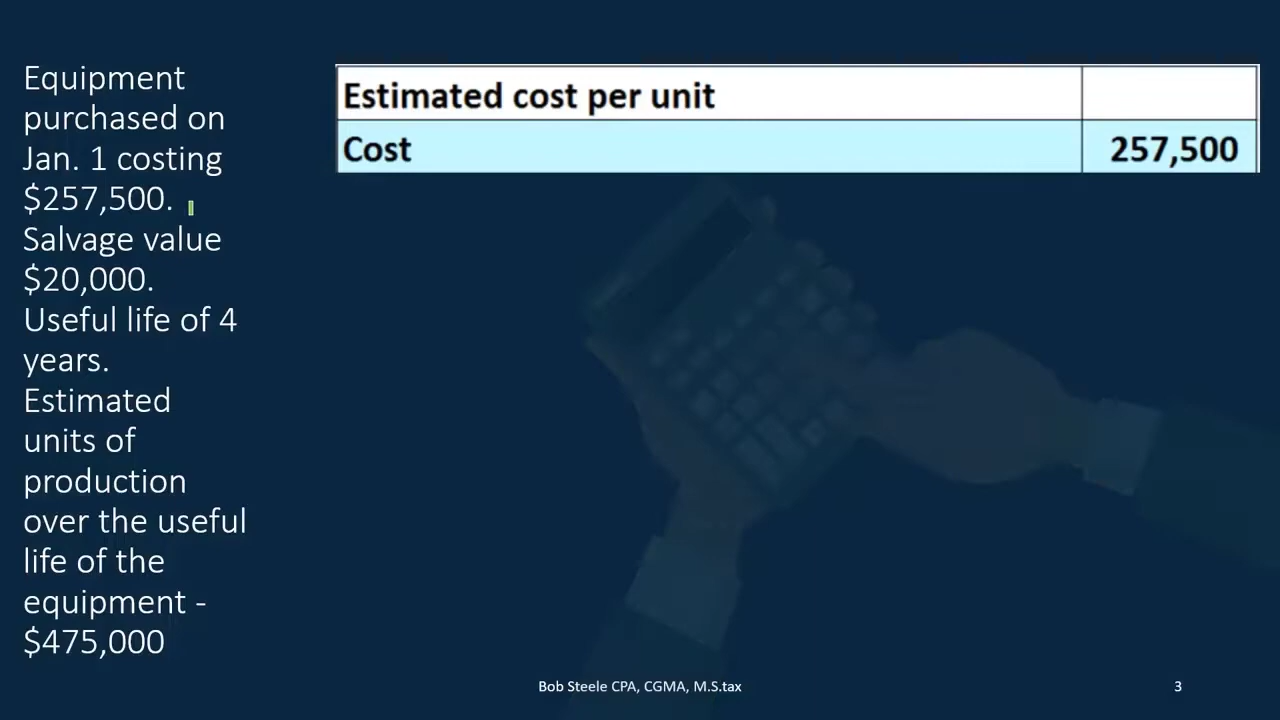 Equipment
purchased on
Jan. 1 costing
$257,500.
Salvage value
$20,000.
Useful life of 4
years.
Estimated
units of
production
over the useful
life of the
equipment -
$475,000
Estimated cost per unit
Cost 257,500
Bob Steele CPA, CGMA, M.S.tax
3